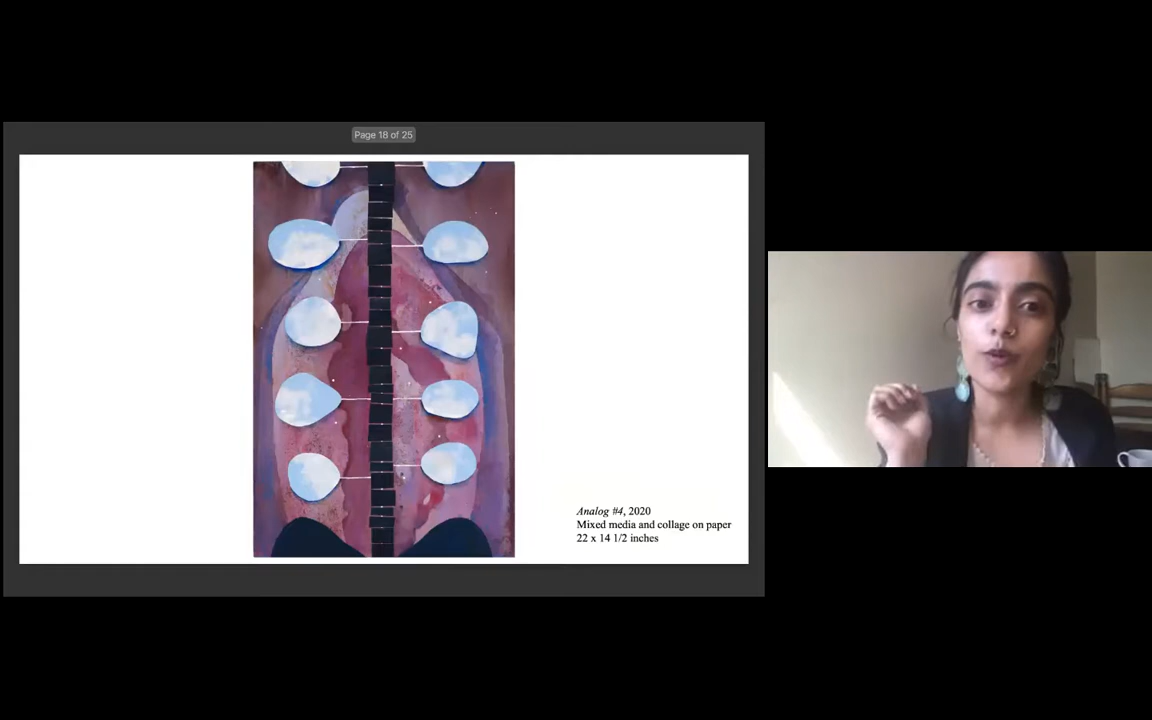 Page 18 of 25
Analog #4, 2020
Mixed media and collage on paper
22 x 14 1/2 inches